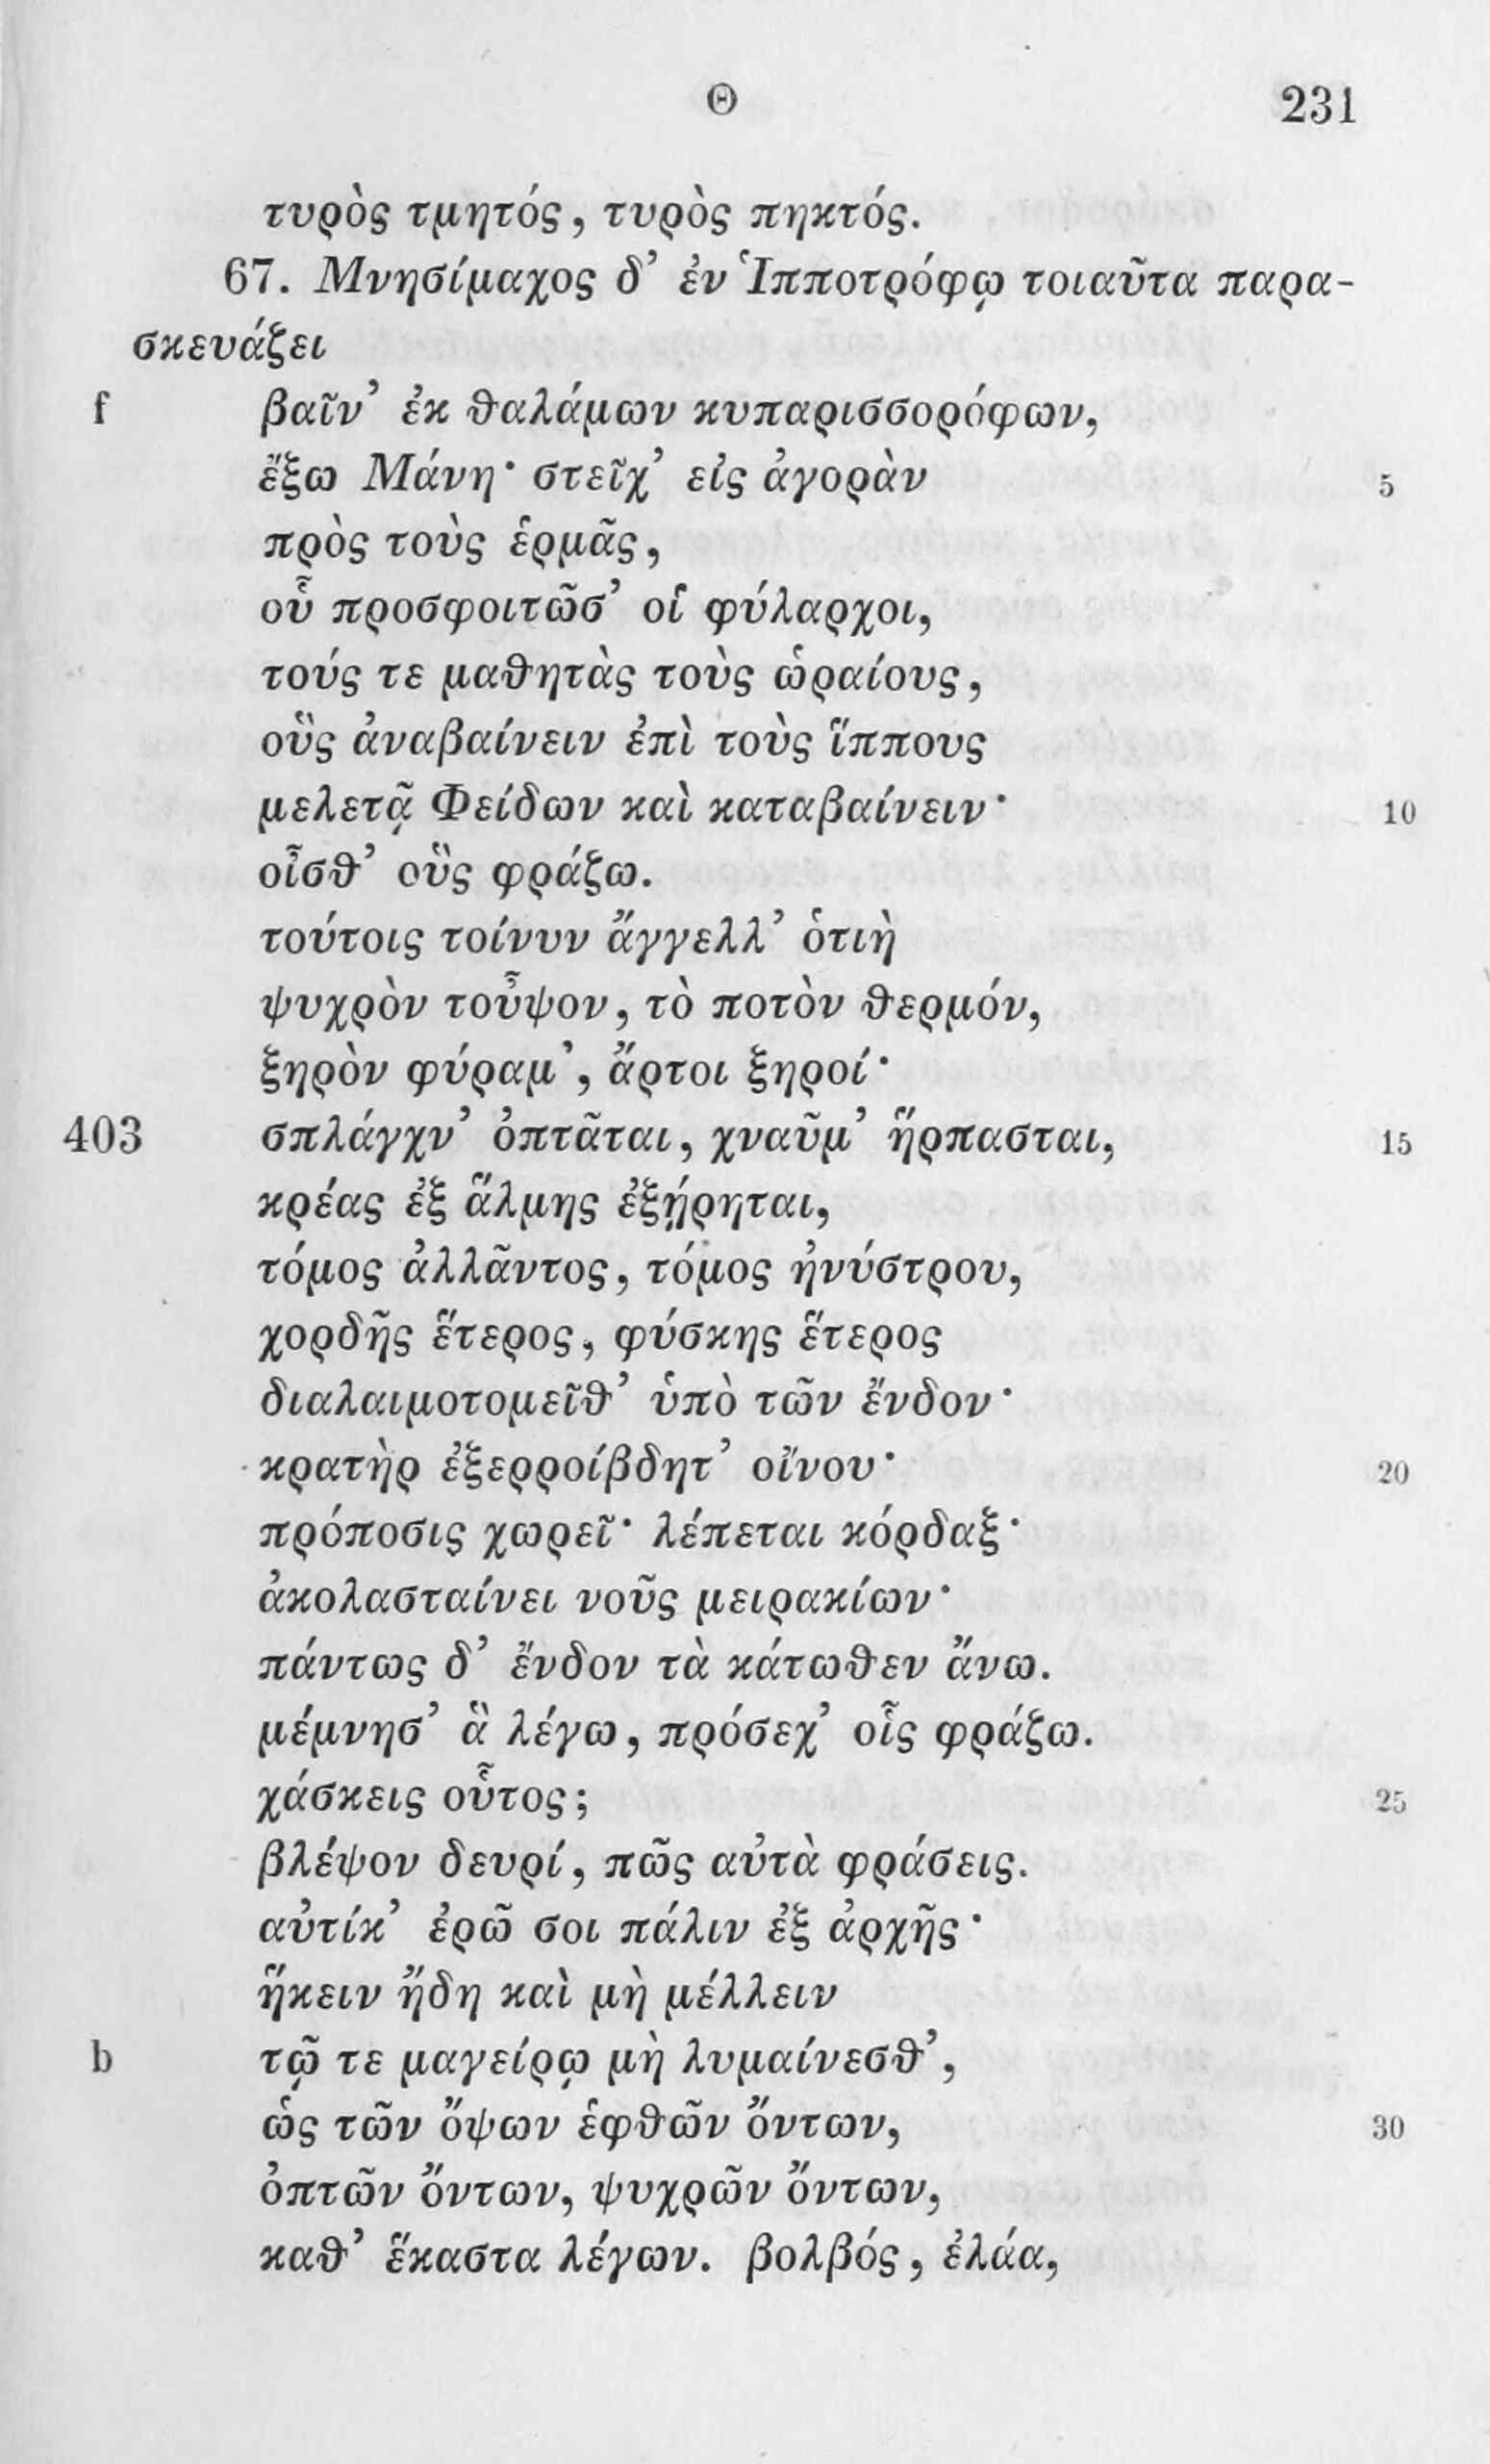 Θ 231
τυρὸς τμητός, τυρὸς πηκτός.
67. Μνησίμαχος δ’ ἐν Ἱπποτρόφῳ τοιαῦτα παρα-
σκευάζει
f βαῖν’ ἐκ θαλάμων κυπαρισσορόφων,
ἔξω Μάνη· στεῖχ’ εἰς ἀγορὰν 5
πρὸς τοὺς ἑρμᾶς,
οὗ προσφοιτῶσ’ οἱ φύλαρχοι,
τούς τε μαθητὰς τοὺς ὡραίους,
οὓς ἀναβαίνειν ἐπὶ τοὺς ἵππους
μελετᾷ Φείδων καὶ καταβαίνειν· 10
οἶσθ’ οὓς φράζω.
τούτοις τοίνυν ἄγγελλ’ ὁτιὴ
ψυχρὸν τοὖψον, τὸ ποτὸν θερμόν,
ξηρὸν φύραμ’, ἄρτοι ξηροί·
403 σπλάγχν’ ὀπτᾶται, χναῦμ’ ἥρπασται, 15
κρέας ἐξ ἅλμης ἐξῄρηται,
τόμος ἀλλᾶντος, τόμος ἠνύστρου,
χορδῆς ἕτερος, φύσκης ἕτερος
διαλαιμοτομεῖθ’ ὑπὸ τῶν ἔνδον·
κρατὴρ ἐξερροίβδητ’ οἴνου· 20
πρόποσις χωρεῖ· λέπεται κόρδαξ·
ἀκολασταίνει νοῦς μειρακίων·
πάντως δ’ ἔνδον τὰ κάτωθεν ἄνω.
μέμνησ’ ἃ λέγω, πρόσεχ’ οἷς φράζω.
χάσκεις οὗτος; 25
βλέψον δευρί, πῶς αὐτὰ φράσεις.
αὐτίκ’ ἐρῶ σοι πάλιν ἐξ ἀρχῆς·
ἥκειν ἤδη καὶ μὴ μέλλειν
b τῷ τε μαγείρῳ μὴ λυμαίνεσθ’,
ὡς τῶν ὄψων ἑφθῶν ὄντων, 30
ὀπτῶν ὄντων, ψυχρῶν ὄντων,
καθ’ ἕκαστα λέγων. βολβός, ἐλάα,